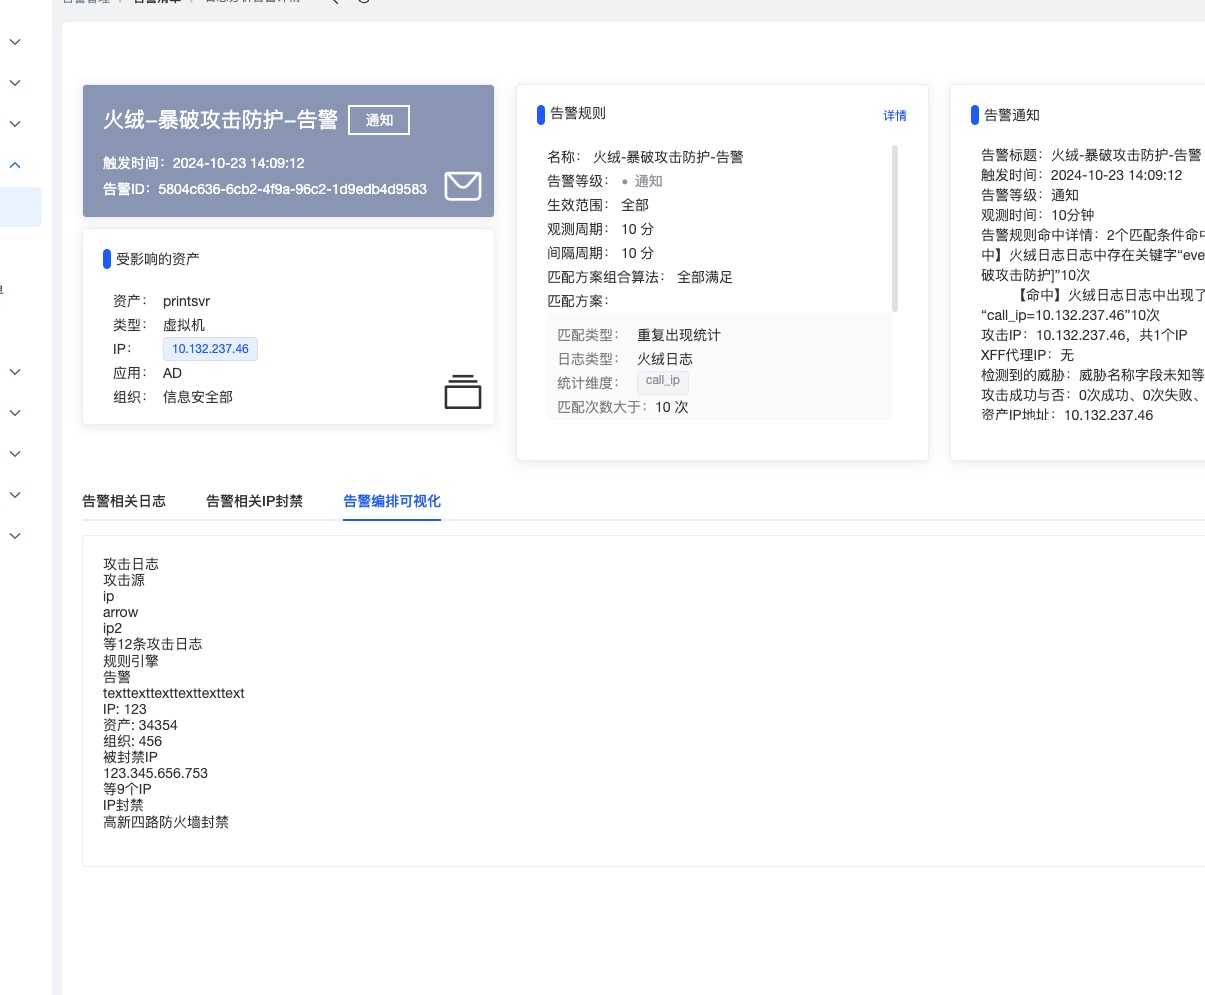 火绒–暴破攻击防护–告警 通知
触发时间：2024-10-23 14:09:12
告警ID：5804c636-6cb2-4f9a-96c2-1d9edb4d9583
受影响的资产
资产： printsvr
类型： 虚拟机
IP： 10.132.237.46
应用： AD
组织： 信息安全部
告警规则 详情
名称： 火绒-暴破攻击防护-告警
告警等级： 通知
生效范围： 全部
观测周期： 10 分
间隔周期： 10 分
匹配方案组合算法： 全部满足
匹配方案：
匹配类型： 重复出现统计
日志类型： 火绒日志
统计维度： call_ip
匹配次数大于： 10 次
告警通知
告警标题：火绒-暴破攻击防护-告警
触发时间：2024-10-23 14:09:12
告警等级：通知
观测时间：10分钟
告警规则命中详情：2个匹配条件命中
中】火绒日志日志中存在关键字“eve
破攻击防护]”10次
【命中】火绒日志日志中出现了
“call_ip=10.132.237.46”10次
攻击IP：10.132.237.46，共1个IP
XFF代理IP：无
检测到的威胁：威胁名称字段未知等
攻击成功与否：0次成功、0次失败、
资产IP地址：10.132.237.46
告警相关日志 告警相关IP封禁 告警编排可视化
攻击日志
攻击源
ip
arrow
ip2
等12条攻击日志
规则引擎
告警
texttexttexttexttexttext
IP: 123
资产: 34354
组织: 456
被封禁IP
123.345.656.753
等9个IP
IP封禁
高新四路防火墙封禁